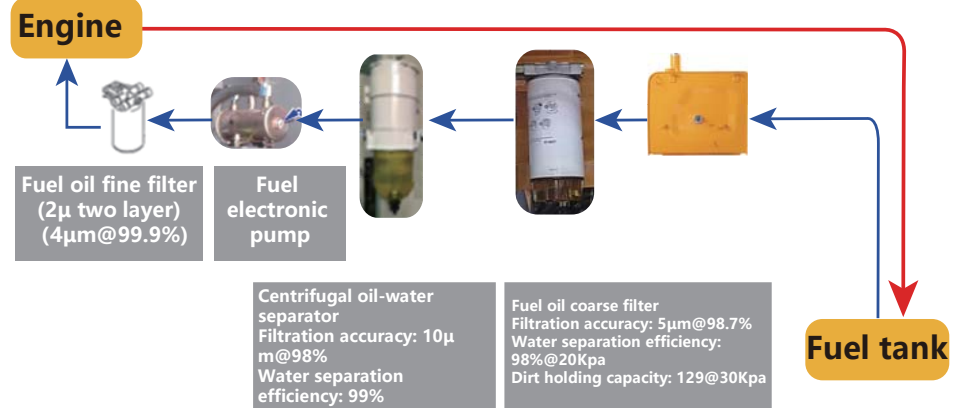 Engine
Fuel oil fine filter
(2μ two layer)
(4μm@99.9%)
Fuel
electronic
pump
Centrifugal oil-water
separator
Filtration accuracy: 10μ
m@98%
Water separation
efficiency: 99%
Fuel oil coarse filter
Filtration accuracy: 5μm@98.7%
Water separation efficiency:
98%@20Kpa
Dirt holding capacity: 129@30Kpa
Fuel tank